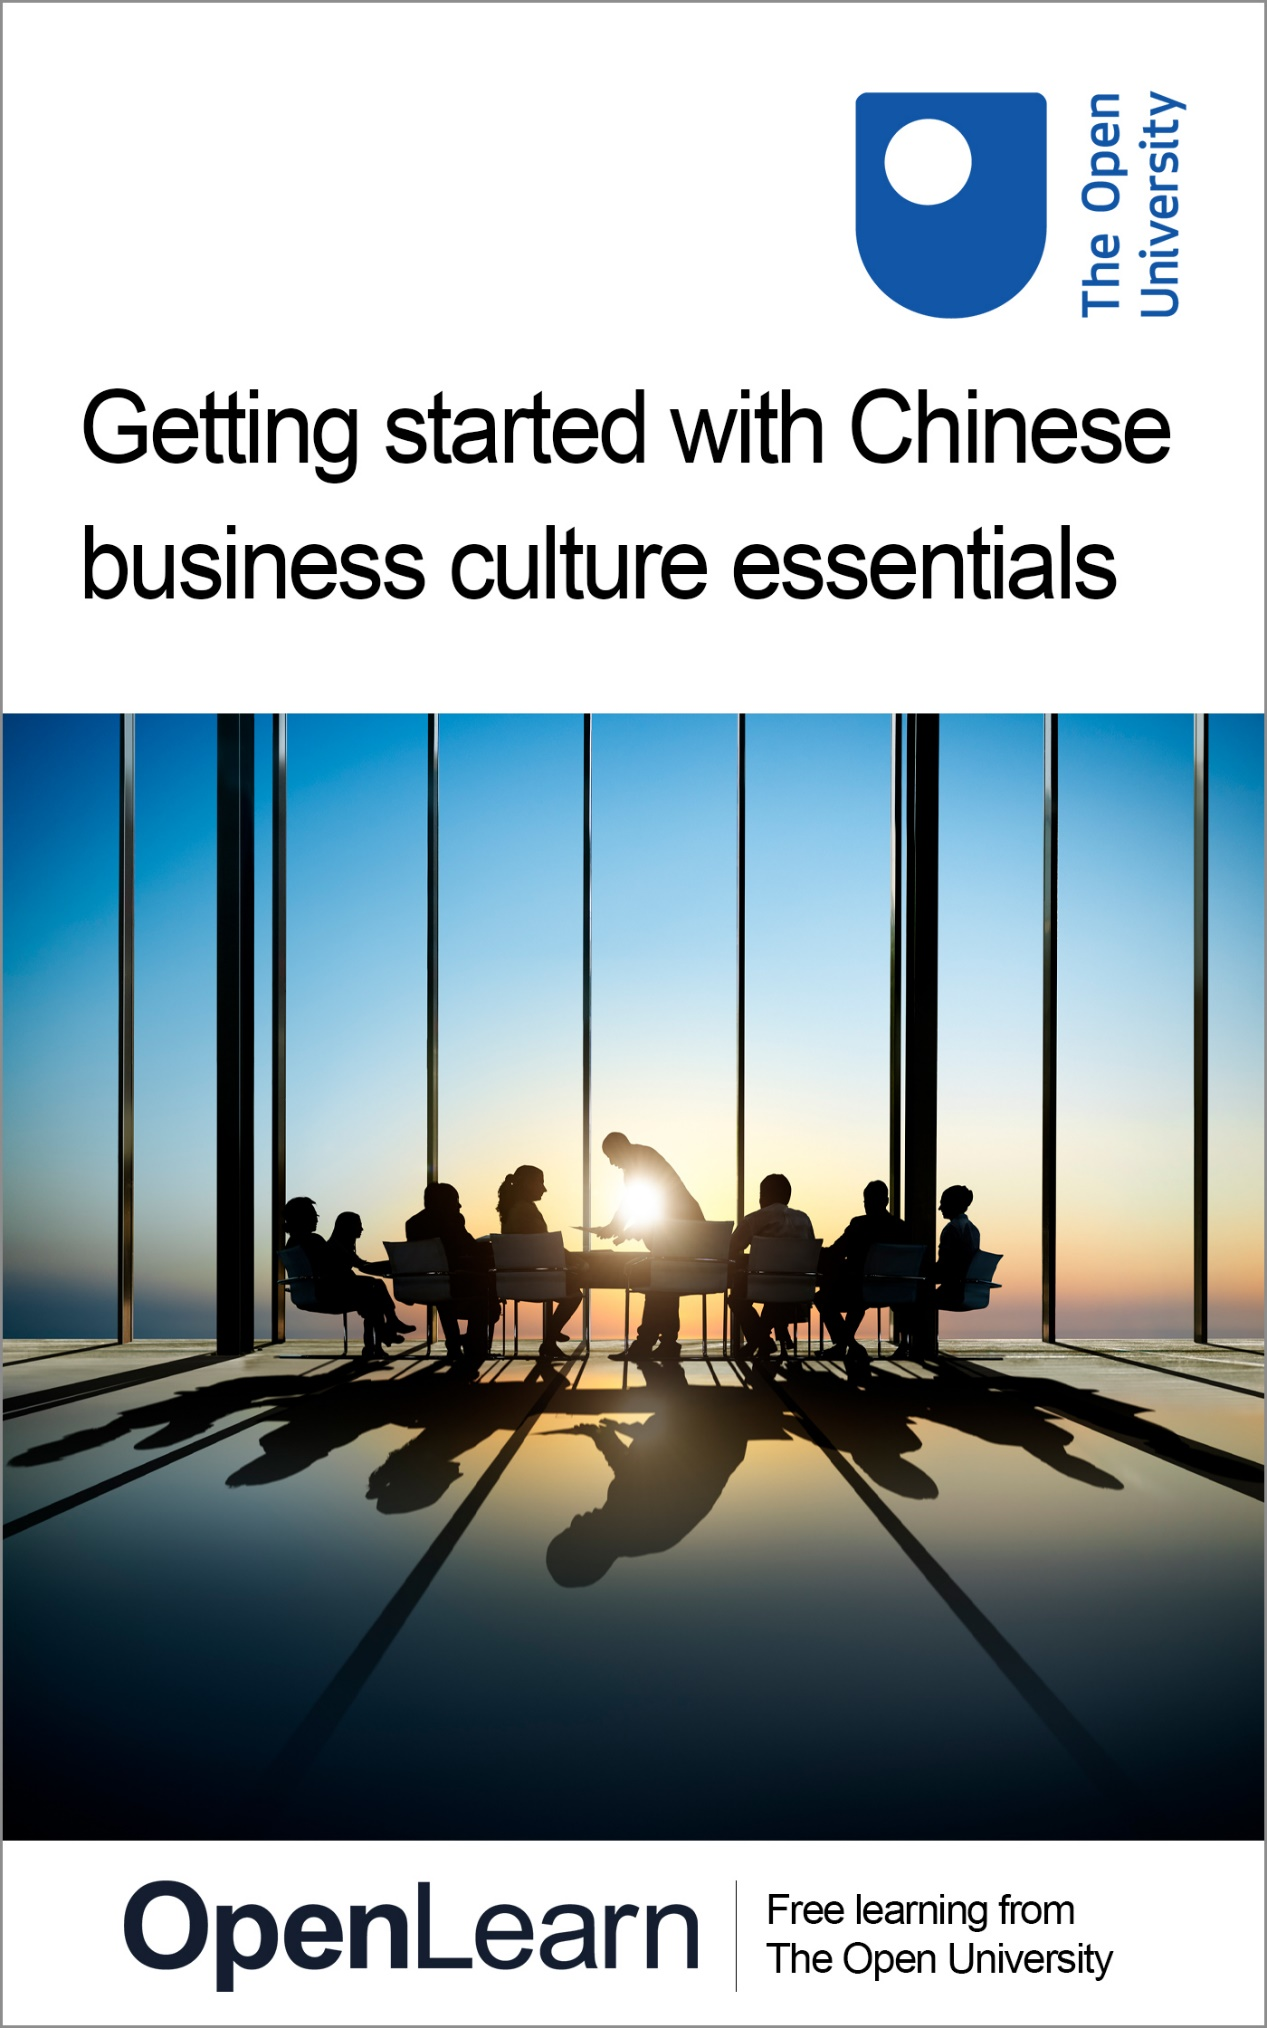 The Open
University
Getting started with Chinese
business culture essentials
OpenLearn
Free learning from
The Open University